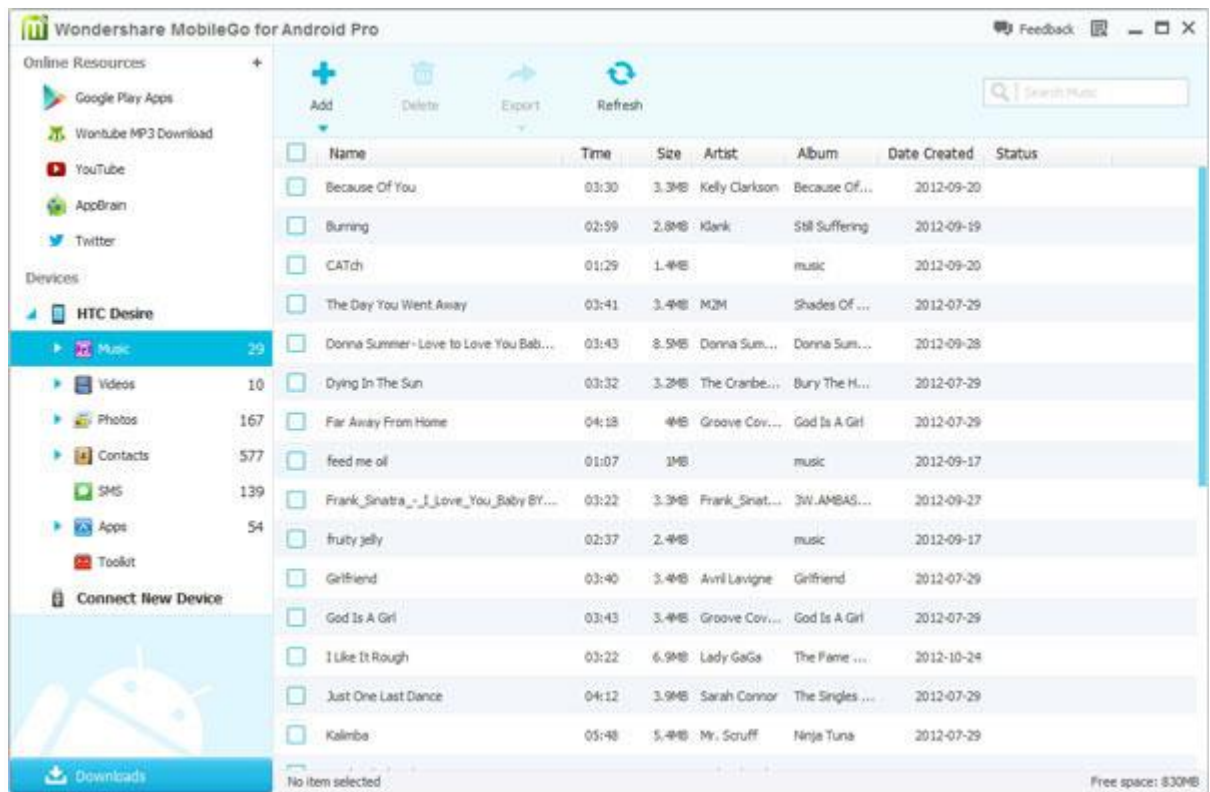 Wondershare MobileGo for Android Pro
Feedback
Online Resources +
Google Play Apps
Wontube MP3 Download
YouTube
AppBrain
Twitter
Devices
HTC Desire
Music 29
Videos 10
Photos 167
Contacts 577
SMS 139
Apps 54
Toolkit
Connect New Device
Downloads
Add Delete Export Refresh
Search Music
Name Time Size Artist Album Date Created Status
Because Of You 03:30 3.3MB Kelly Clarkson Because Of... 2012-09-20
Burning 02:59 2.8MB Klank Still Suffering 2012-09-19
CATch 01:29 1.4MB music 2012-09-20
The Day You Went Away 03:41 3.4MB M2M Shades Of ... 2012-07-29
Donna Summer- Love to Love You Bab... 03:43 8.5MB Donna Sum... Donna Sum... 2012-09-28
Dying In The Sun 03:32 3.2MB The Cranbe... Bury The H... 2012-07-29
Far Away From Home 04:18 4MB Groove Cov... God Is A Girl 2012-07-29
feed me oil 01:07 1MB music 2012-09-17
Frank_Sinatra_-_I_Love_You_Baby BY.... 03:22 3.3MB Frank_Sinat... 3W.AMBAS... 2012-09-27
fruity jelly 02:37 2.4MB music 2012-09-17
Girlfriend 03:40 3.4MB Avril Lavigne Girlfriend 2012-07-29
God Is A Girl 03:43 3.4MB Groove Cov... God Is A Girl 2012-07-29
I Like It Rough 03:22 6.9MB Lady GaGa The Fame ... 2012-10-24
Just One Last Dance 04:12 3.9MB Sarah Connor The Singles ... 2012-07-29
Kalimba 05:48 5.4MB Mr. Scruff Ninja Tuna 2012-07-29
No item selected Free space: 830MB